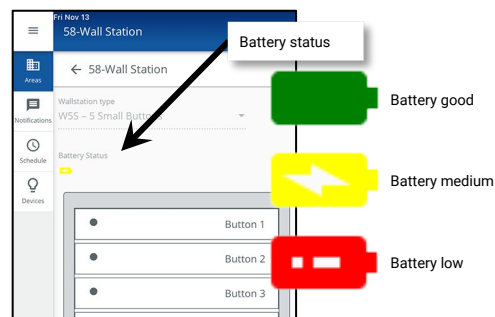 Fri Nov 13
58-Wall Station
Battery status
Areas
58-Wall Station
Battery good
Notifications
Wallstation type
W5S – 5 Small Buttons
Schedule
Battery Status
Battery medium
Devices
Button 1
Button 2
Battery low
Button 3